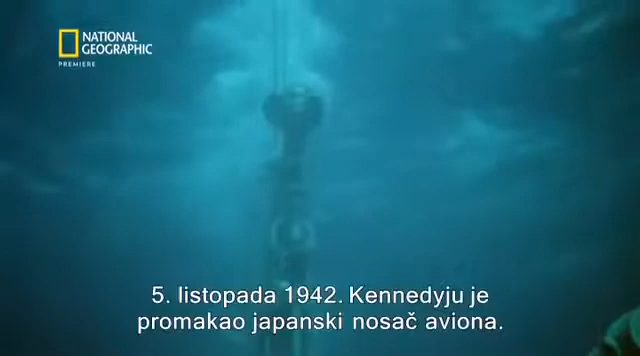 NATIONAL
GEOGRAPHIC
PREMIERE
5. listopada 1942. Kennedyju je
promakao japanski nosač aviona.